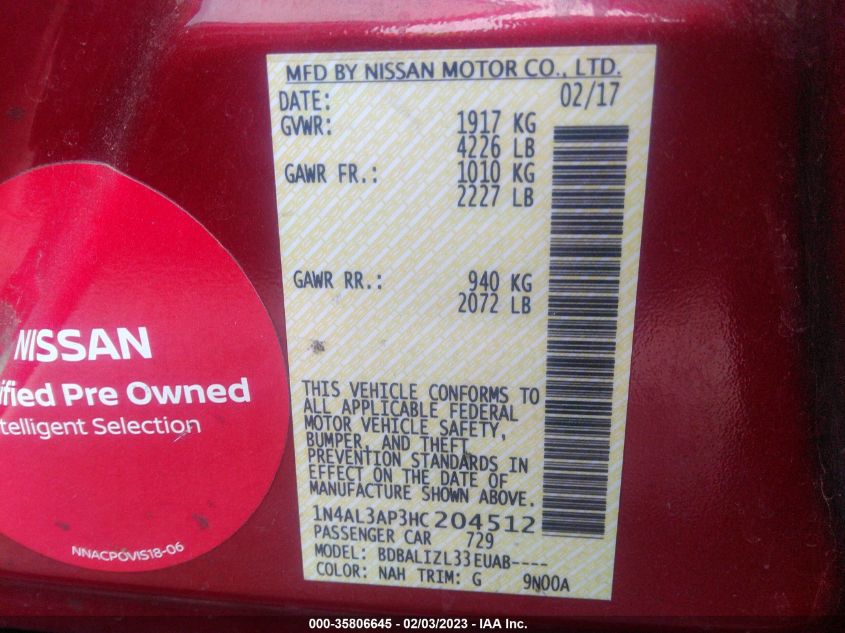 MFD BY NISSAN MOTOR CO., LTD.
DATE: 02/17
GVWR: 1917 KG
4226 LB
GAWR FR.: 1010 KG
2227 LB
GAWR RR.: 940 KG
2072 LB
THIS VEHICLE CONFORMS TO
ALL APPLICABLE FEDERAL
MOTOR VEHICLE SAFETY,
BUMPER, AND THEFT
PREVENTION STANDARDS IN
EFFECT ON THE DATE OF
MANUFACTURE SHOWN ABOVE.
1N4AL3AP3HC204512
PASSENGER CAR 729
MODEL: BDBALIZL33EUAB----
COLOR: NAH TRIM: G 9N00A
NISSAN
ified Pre Owned
telligent Selection
NNACPOVIS18-06
000-35806645 - 02/03/2023 - IAA Inc.